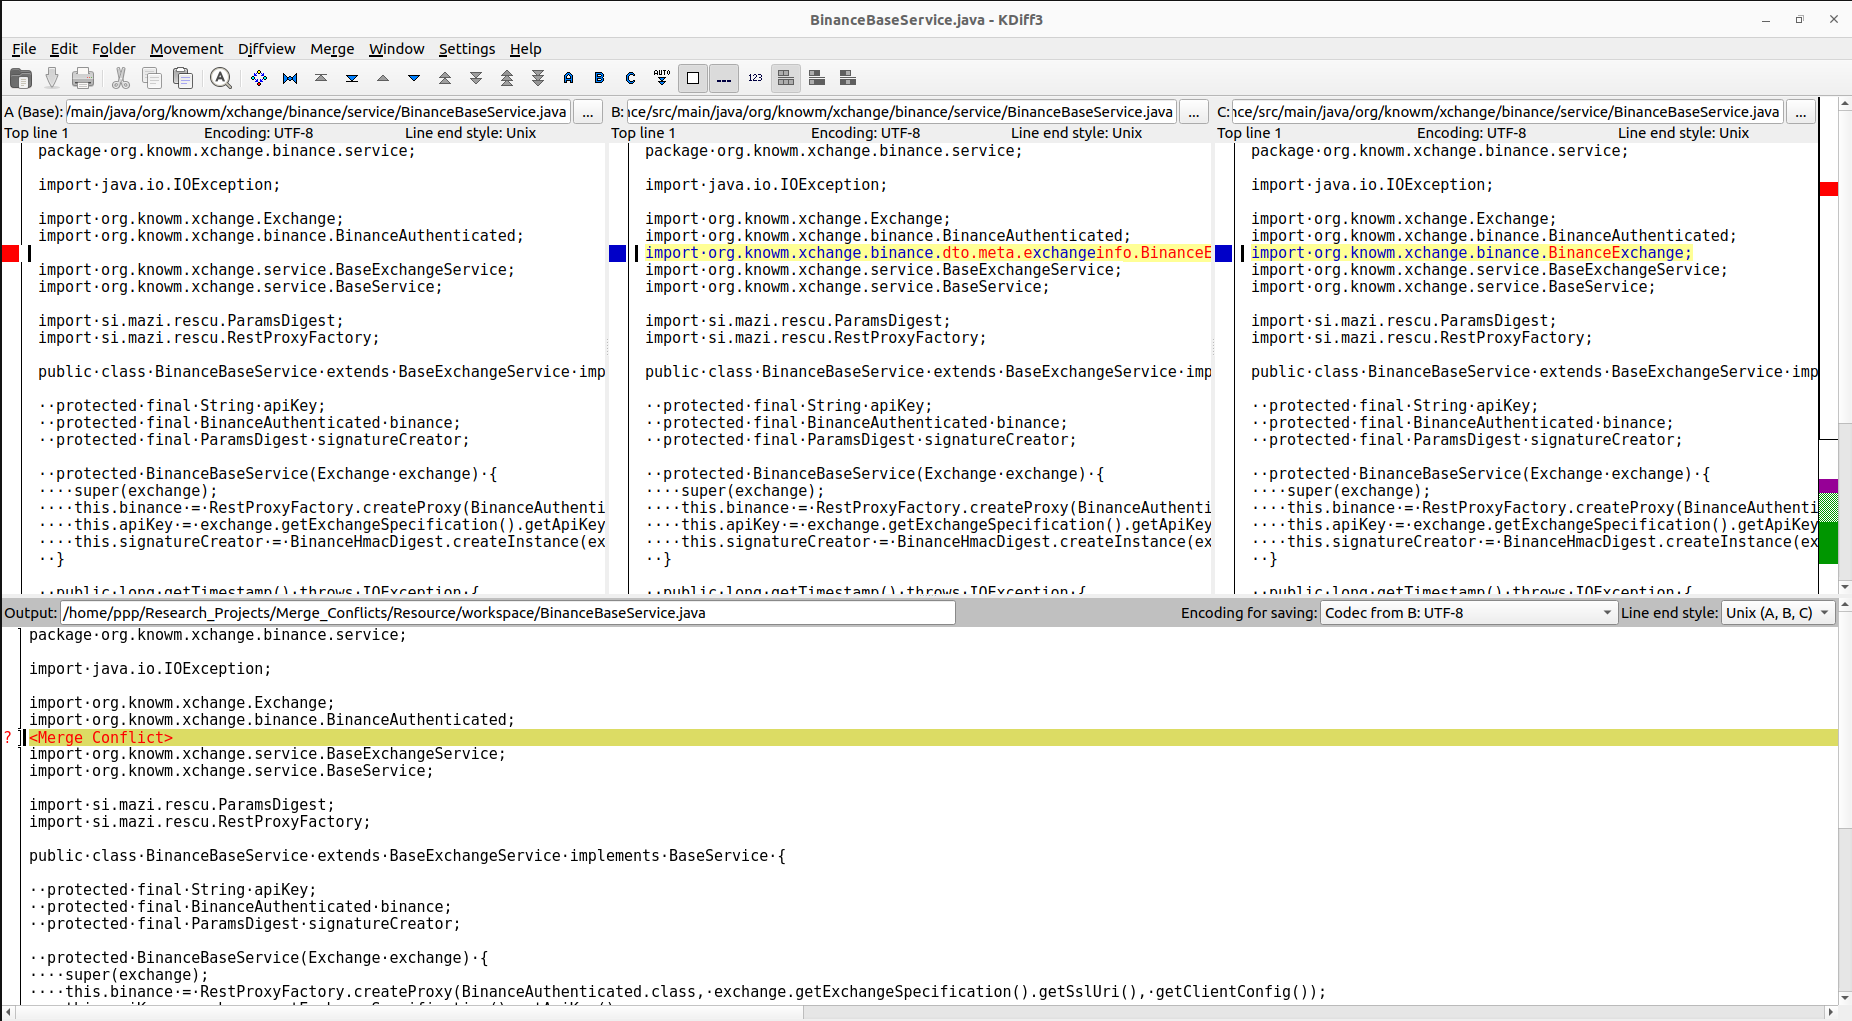 BinanceBaseService.java - KDiff3
File Edit Folder Movement Diffview Merge Window Settings Help
A B C AUTO 123
A (Base): /main/java/org/knowm/xchange/binance/service/BinanceBaseService.java ...
Top line 1 Encoding: UTF-8 Line end style: Unix
package·org.knowm.xchange.binance.service;
import·java.io.IOException;
import·org.knowm.xchange.Exchange;
import·org.knowm.xchange.binance.BinanceAuthenticated;
import·org.knowm.xchange.service.BaseExchangeService;
import·org.knowm.xchange.service.BaseService;
import·si.mazi.rescu.ParamsDigest;
import·si.mazi.rescu.RestProxyFactory;
public·class·BinanceBaseService·extends·BaseExchangeService·imp
··protected·final·String·apiKey;
··protected·final·BinanceAuthenticated·binance;
··protected·final·ParamsDigest·signatureCreator;
··protected·BinanceBaseService(Exchange·exchange)·{
····super(exchange);
····this.binance·=·RestProxyFactory.createProxy(BinanceAuthenti
····this.apiKey·=·exchange.getExchangeSpecification().getApiKey
····this.signatureCreator·=·BinanceHmacDigest.createInstance(ex
··}
··public·long·getTimestamp()·throws·IOException·{
B: ce/src/main/java/org/knowm/xchange/binance/service/BinanceBaseService.java ...
Top line 1 Encoding: UTF-8 Line end style: Unix
package·org.knowm.xchange.binance.service;
import·java.io.IOException;
import·org.knowm.xchange.Exchange;
import·org.knowm.xchange.binance.BinanceAuthenticated;
import·org.knowm.xchange.binance.dto.meta.exchangeinfo.BinanceE
import·org.knowm.xchange.service.BaseExchangeService;
import·org.knowm.xchange.service.BaseService;
import·si.mazi.rescu.ParamsDigest;
import·si.mazi.rescu.RestProxyFactory;
public·class·BinanceBaseService·extends·BaseExchangeService·imp
··protected·final·String·apiKey;
··protected·final·BinanceAuthenticated·binance;
··protected·final·ParamsDigest·signatureCreator;
··protected·BinanceBaseService(Exchange·exchange)·{
····super(exchange);
····this.binance·=·RestProxyFactory.createProxy(BinanceAuthenti
····this.apiKey·=·exchange.getExchangeSpecification().getApiKey
····this.signatureCreator·=·BinanceHmacDigest.createInstance(ex
··}
··public·long·getTimestamp()·throws·IOException·{
C: nce/src/main/java/org/knowm/xchange/binance/service/BinanceBaseService.java ...
Top line 1 Encoding: UTF-8 Line end style: Unix
package·org.knowm.xchange.binance.service;
import·java.io.IOException;
import·org.knowm.xchange.Exchange;
import·org.knowm.xchange.binance.BinanceAuthenticated;
import·org.knowm.xchange.binance.BinanceExchange;
import·org.knowm.xchange.service.BaseExchangeService;
import·org.knowm.xchange.service.BaseService;
import·si.mazi.rescu.ParamsDigest;
import·si.mazi.rescu.RestProxyFactory;
public·class·BinanceBaseService·extends·BaseExchangeService·imp
··protected·final·String·apiKey;
··protected·final·BinanceAuthenticated·binance;
··protected·final·ParamsDigest·signatureCreator;
··protected·BinanceBaseService(Exchange·exchange)·{
····super(exchange);
····this.binance·=·RestProxyFactory.createProxy(BinanceAuthenti
····this.apiKey·=·exchange.getExchangeSpecification().getApiKey
····this.signatureCreator·=·BinanceHmacDigest.createInstance(ex
··}
··public·long·getTimestamp()·throws·IOException·{
Output: /home/ppp/Research_Projects/Merge_Conflicts/Resource/workspace/BinanceBaseService.java Encoding for saving: Codec from B: UTF-8 Line end style: Unix (A, B, C)
package·org.knowm.xchange.binance.service;
import·java.io.IOException;
import·org.knowm.xchange.Exchange;
import·org.knowm.xchange.binance.BinanceAuthenticated;
? <Merge Conflict>
import·org.knowm.xchange.service.BaseExchangeService;
import·org.knowm.xchange.service.BaseService;
import·si.mazi.rescu.ParamsDigest;
import·si.mazi.rescu.RestProxyFactory;
public·class·BinanceBaseService·extends·BaseExchangeService·implements·BaseService·{
··protected·final·String·apiKey;
··protected·final·BinanceAuthenticated·binance;
··protected·final·ParamsDigest·signatureCreator;
··protected·BinanceBaseService(Exchange·exchange)·{
····super(exchange);
····this.binance·=·RestProxyFactory.createProxy(BinanceAuthenticated.class,·exchange.getExchangeSpecification().getSslUri(),·getClientConfig());